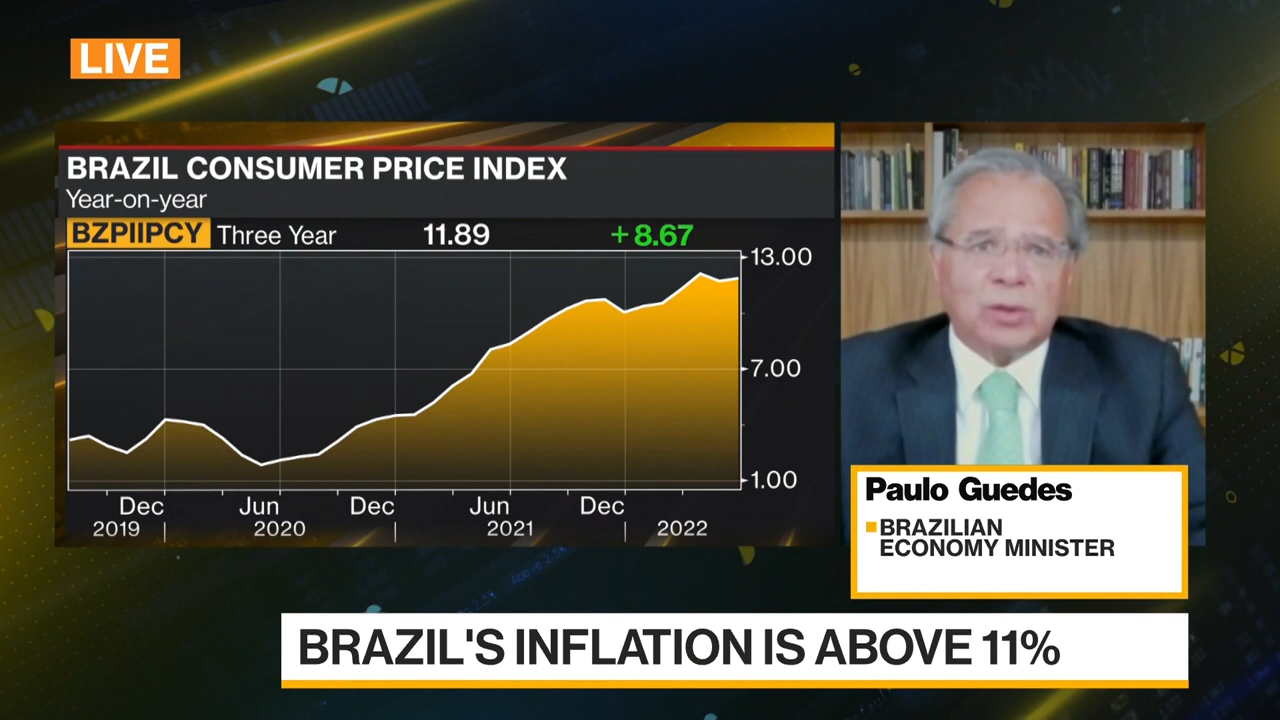 LIVE
BRAZIL CONSUMER PRICE INDEX
Year-on-year
BZPIIPCY Three Year 11.89 +8.67
13.00
7.00
1.00
Dec Jun Dec Jun Dec
2019 2020 2021 2022
Paulo Guedes
BRAZILIAN
ECONOMY MINISTER
BRAZIL'S INFLATION IS ABOVE 11%